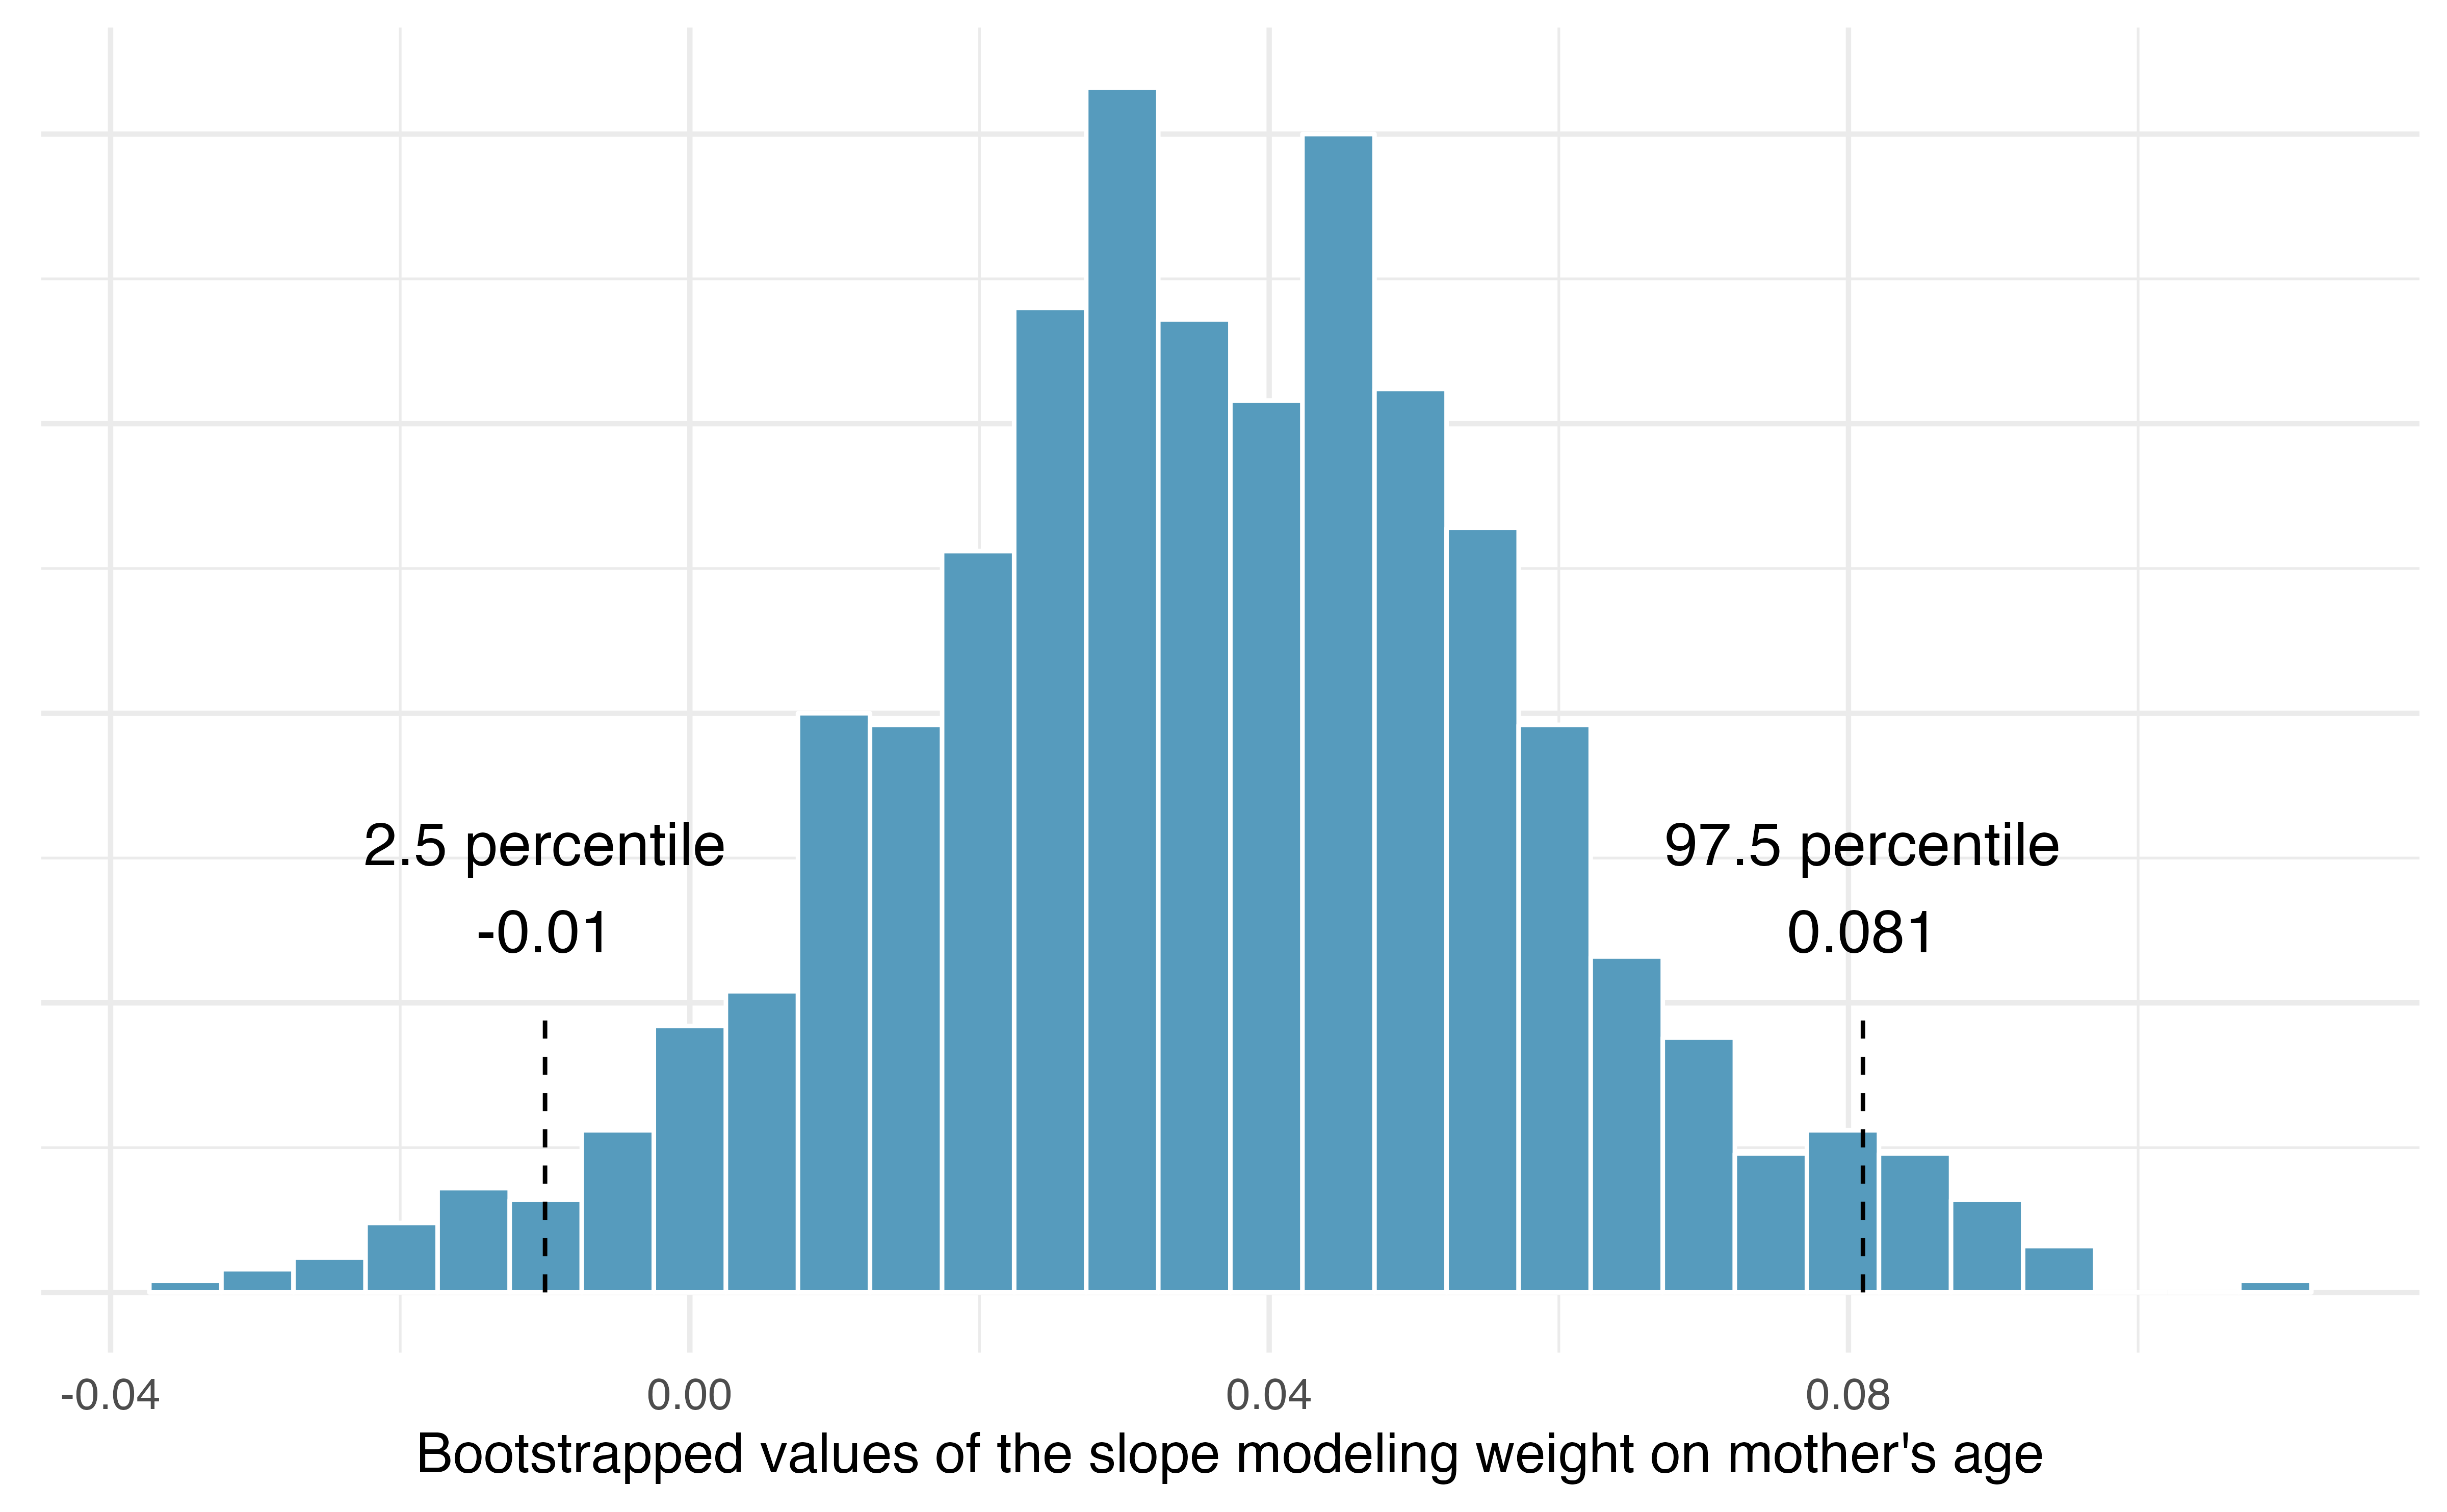 2.5 percentile
-0.01
97.5 percentile
0.081
-0.04
0.00
0.04
0.08
Bootstrapped values of the slope modeling weight on mother's age